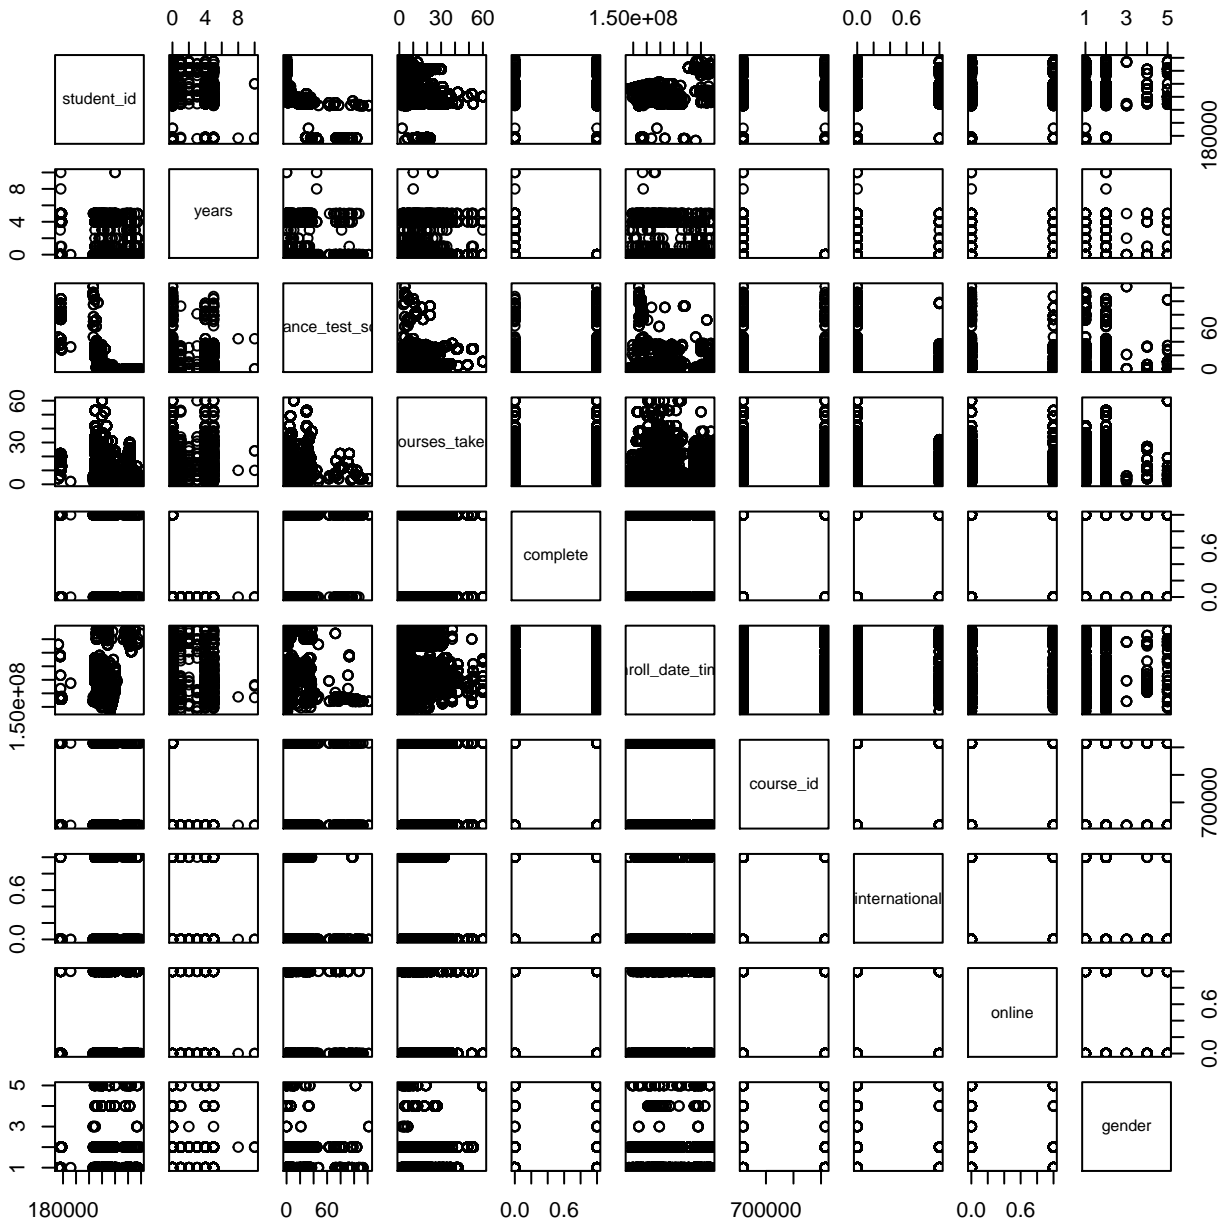 0 4 8 0 30 60 1.50e+08 0.0 0.6 1 3 5
student_id 180000
0 4 8 years
ance_test_sc 0 60
0 30 60 ourses_take
complete 0.0 0.6
1.50e+08 nroll_date_tin
course_id 700000
0.0 0.6 international
online 0.0 0.6
1 3 5 gender
180000 0 60 0.0 0.6 700000 0.0 0.6